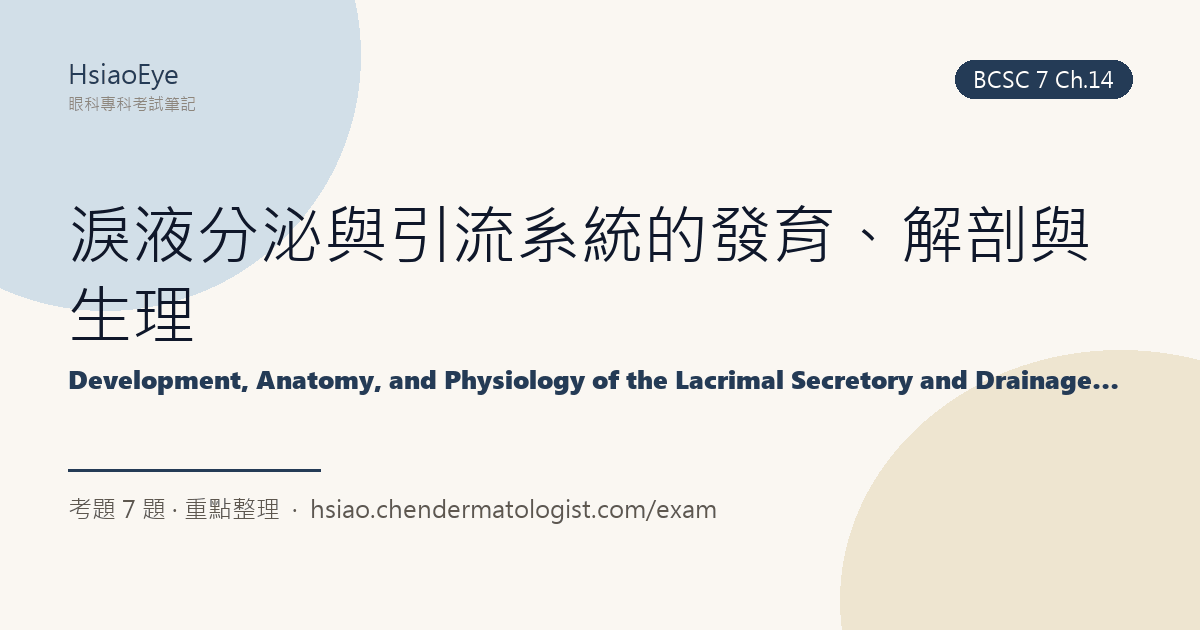 HsiaoEye
眼科專科考試筆記
BCSC 7 Ch.14
淚液分泌與引流系統的發育、解剖與
生理
Development, Anatomy, and Physiology of the Lacrimal Secretory and Drainage...
考題 7 題 · 重點整理 · hsiao.chendermatologist.com/exam